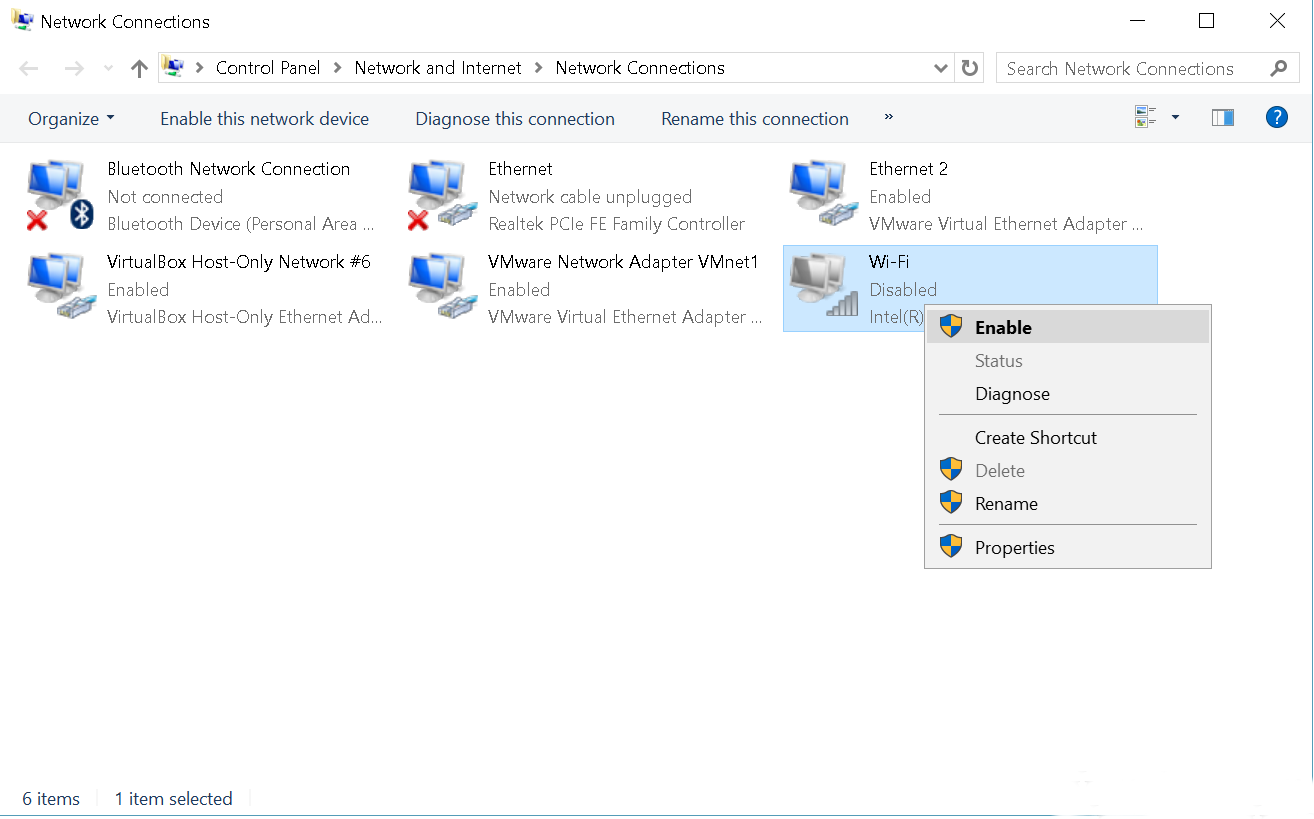 Network Connections
Control Panel > Network and Internet > Network Connections
Search Network Connections
Organize Enable this network device Diagnose this connection Rename this connection »
Bluetooth Network Connection
Not connected
Bluetooth Device (Personal Area ...
Ethernet
Network cable unplugged
Realtek PCIe FE Family Controller
Ethernet 2
Enabled
VMware Virtual Ethernet Adapter ...
VirtualBox Host-Only Network #6
Enabled
VirtualBox Host-Only Ethernet Ad...
VMware Network Adapter VMnet1
Enabled
VMware Virtual Ethernet Adapter ...
Wi-Fi
Disabled
Intel(R)
Enable
Status
Diagnose
Create Shortcut
Delete
Rename
Properties
6 items 1 item selected